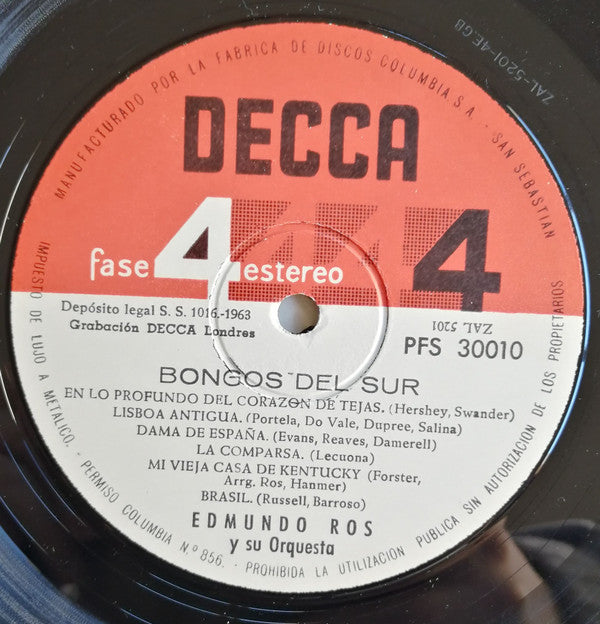 MANUFACTURADO POR LA FABRICA DE DISCOS COLUMBIA S.A. - SAN SEBASTIAN
ZAL-5201-4EGB
DECCA
fase 4 estereo 4
Depósito legal S. S. 1016.-1963
Grabación DECCA Londres
ZAL 5201
PFS 30010
BONGOS DEL SUR
EN LO PROFUNDO DEL CORAZON DE TEJAS. (Hershey, Swander)
LISBOA ANTIGUA. (Portela, Do Vale, Dupree, Salina)
DAMA DE ESPAÑA. (Evans, Reaves, Damerell)
LA COMPARSA. (Lecuona)
MI VIEJA CASA DE KENTUCKY (Forster,
Arrg. Ros, Hanmer)
BRASIL. (Russell, Barroso)
EDMUNDO ROS
y su Orquesta
IMPUESTO DE LUJO A METALICO. - PERMISO COLUMBIA Nº 856. - PROHIBIDA LA UTILIZACION PUBLICA SIN AUTORIZACION DE LOS PROPIETARIOS